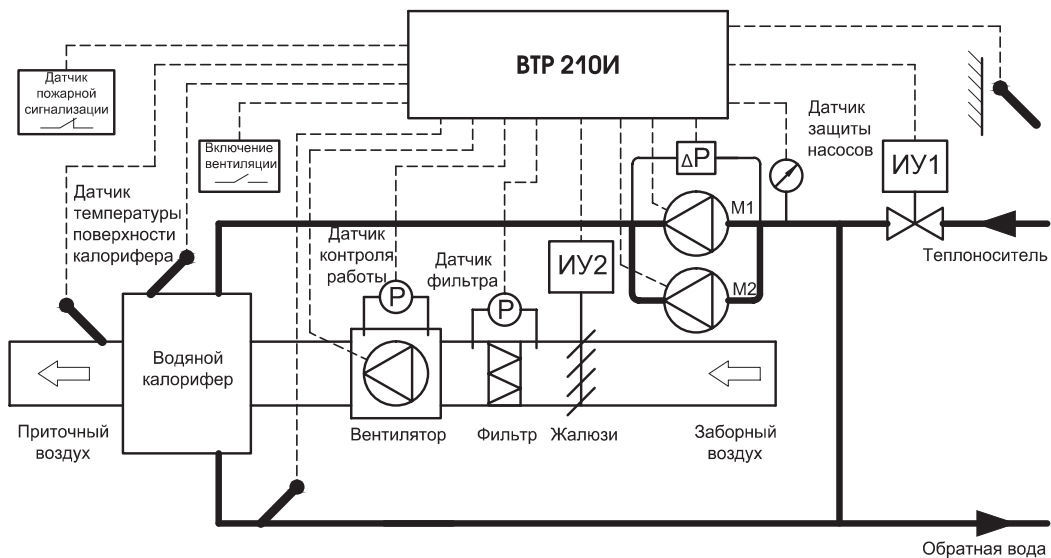 ВТР 210И
Датчик
пожарной
сигнализации
Включение
вентиляции
Датчик
защиты
насосов
ΔP
ИУ1
M1
Теплоноситель
Датчик
температуры
поверхности
калорифера
Датчик
контроля
работы
Датчик
фильтра
ИУ2
M2
P
P
Водяной
калорифер
Приточный
воздух
Вентилятор
Фильтр
Жалюзи
Заборный
воздух
Обратная вода